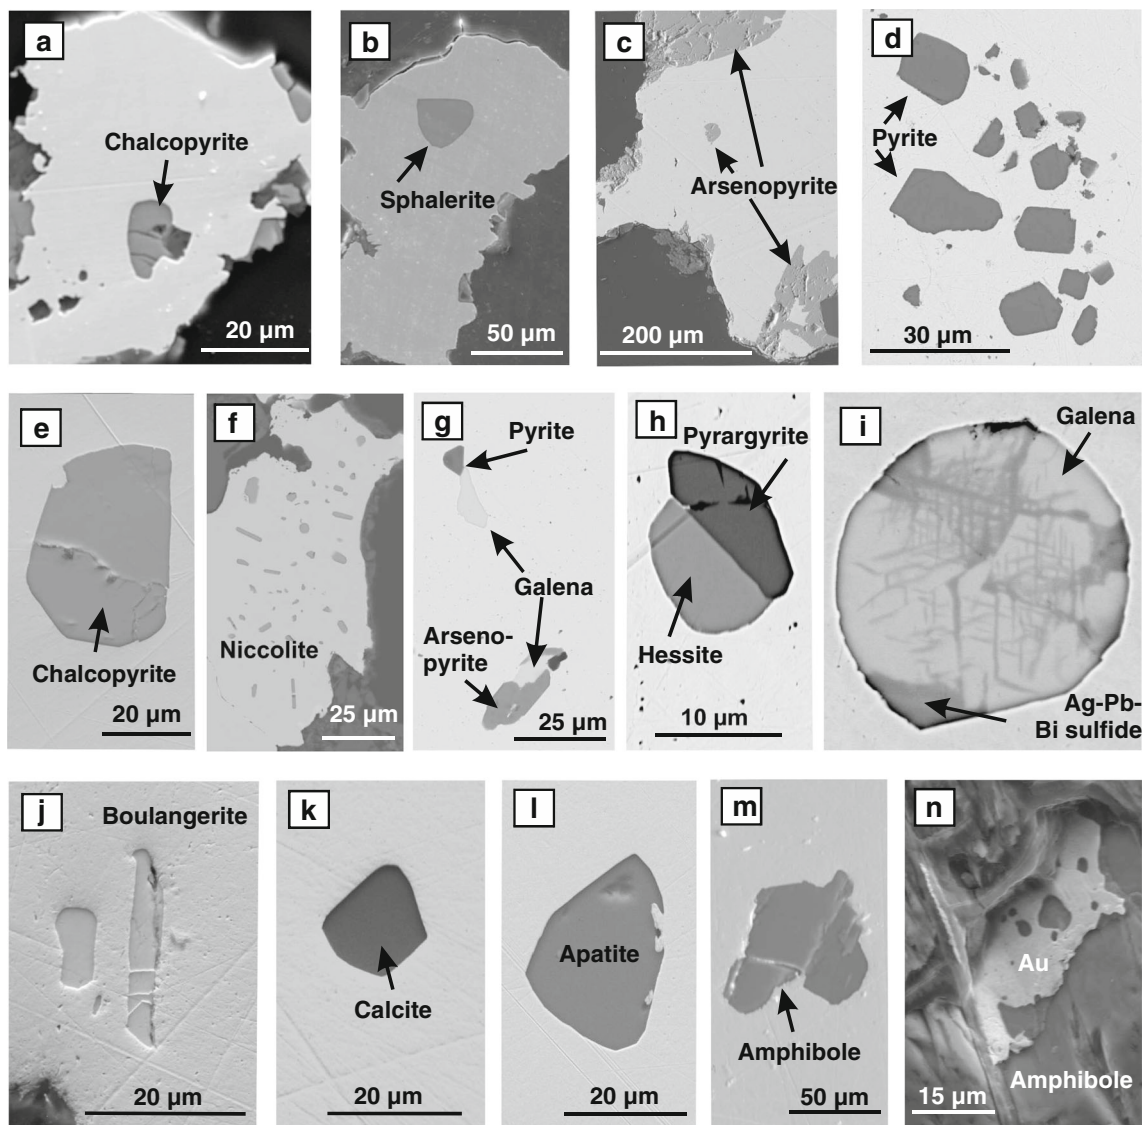 a
Chalcopyrite
20 µm
b
Sphalerite
50 µm
c
Arsenopyrite
200 µm
d
Pyrite
30 µm
e
Chalcopyrite
20 µm
f
Niccolite
25 µm
g
Pyrite
Galena
Arseno-
pyrite
25 µm
h
Pyrargyrite
Hessite
10 µm
i
Galena
Ag-Pb-
Bi sulfide
j
Boulangerite
20 µm
k
Calcite
20 µm
l
Apatite
20 µm
m
Amphibole
50 µm
n
Au
Amphibole
15 µm